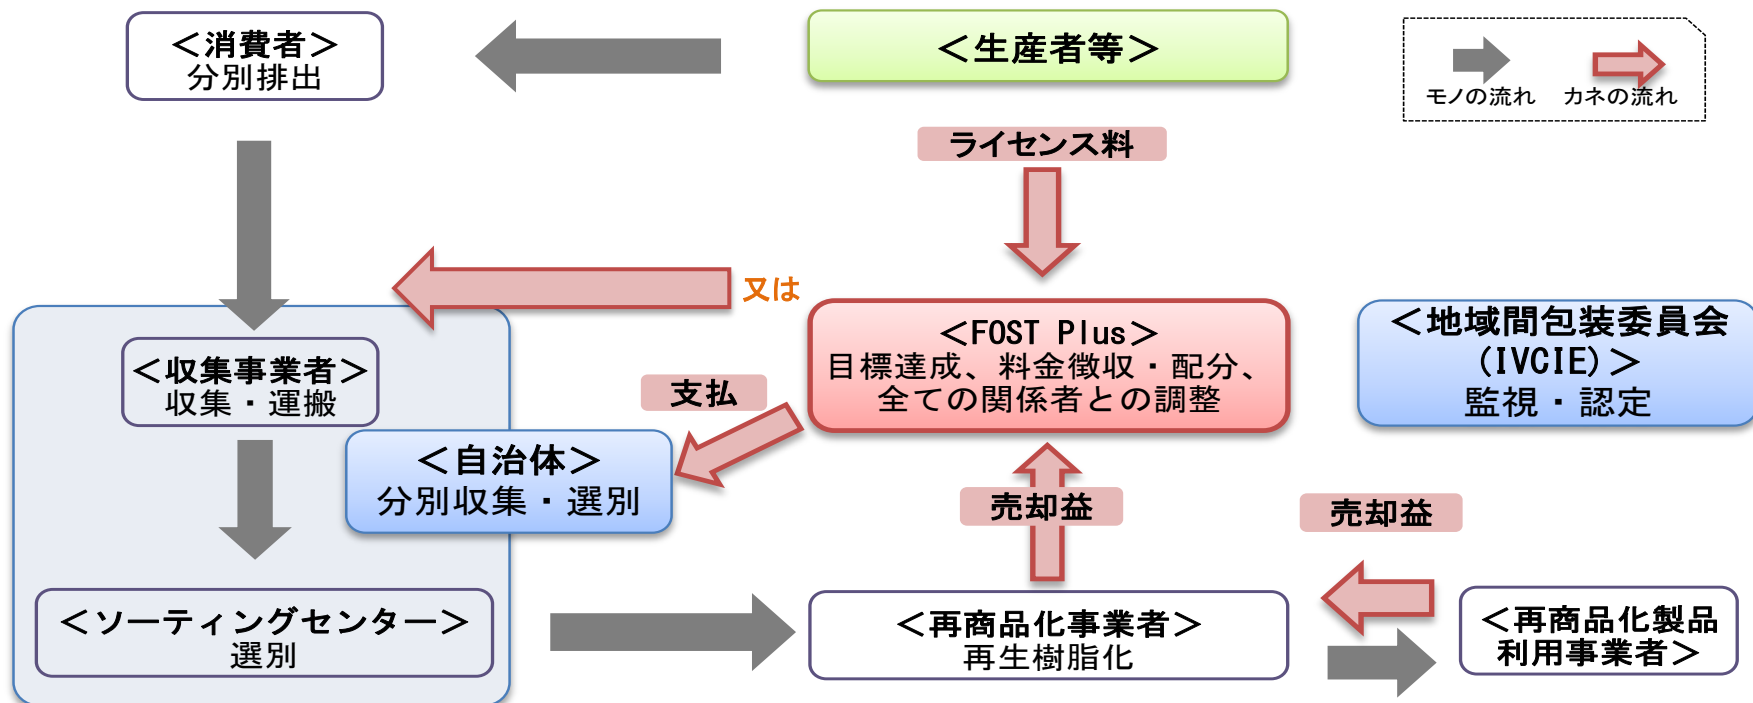 ＜消費者＞
分別排出
＜生産者等＞
モノの流れ
カネの流れ
ライセンス料
又は
＜FOST Plus＞
目標達成、料金徴収・配分、
全ての関係者との調整
＜地域間包装委員会
(IVCIE)＞
監視・認定
＜収集事業者＞
収集・運搬
支払
＜自治体＞
分別収集・選別
売却益
売却益
＜ソーティングセンター＞
選別
＜再商品化事業者＞
再生樹脂化
＜再商品化製品
利用事業者＞